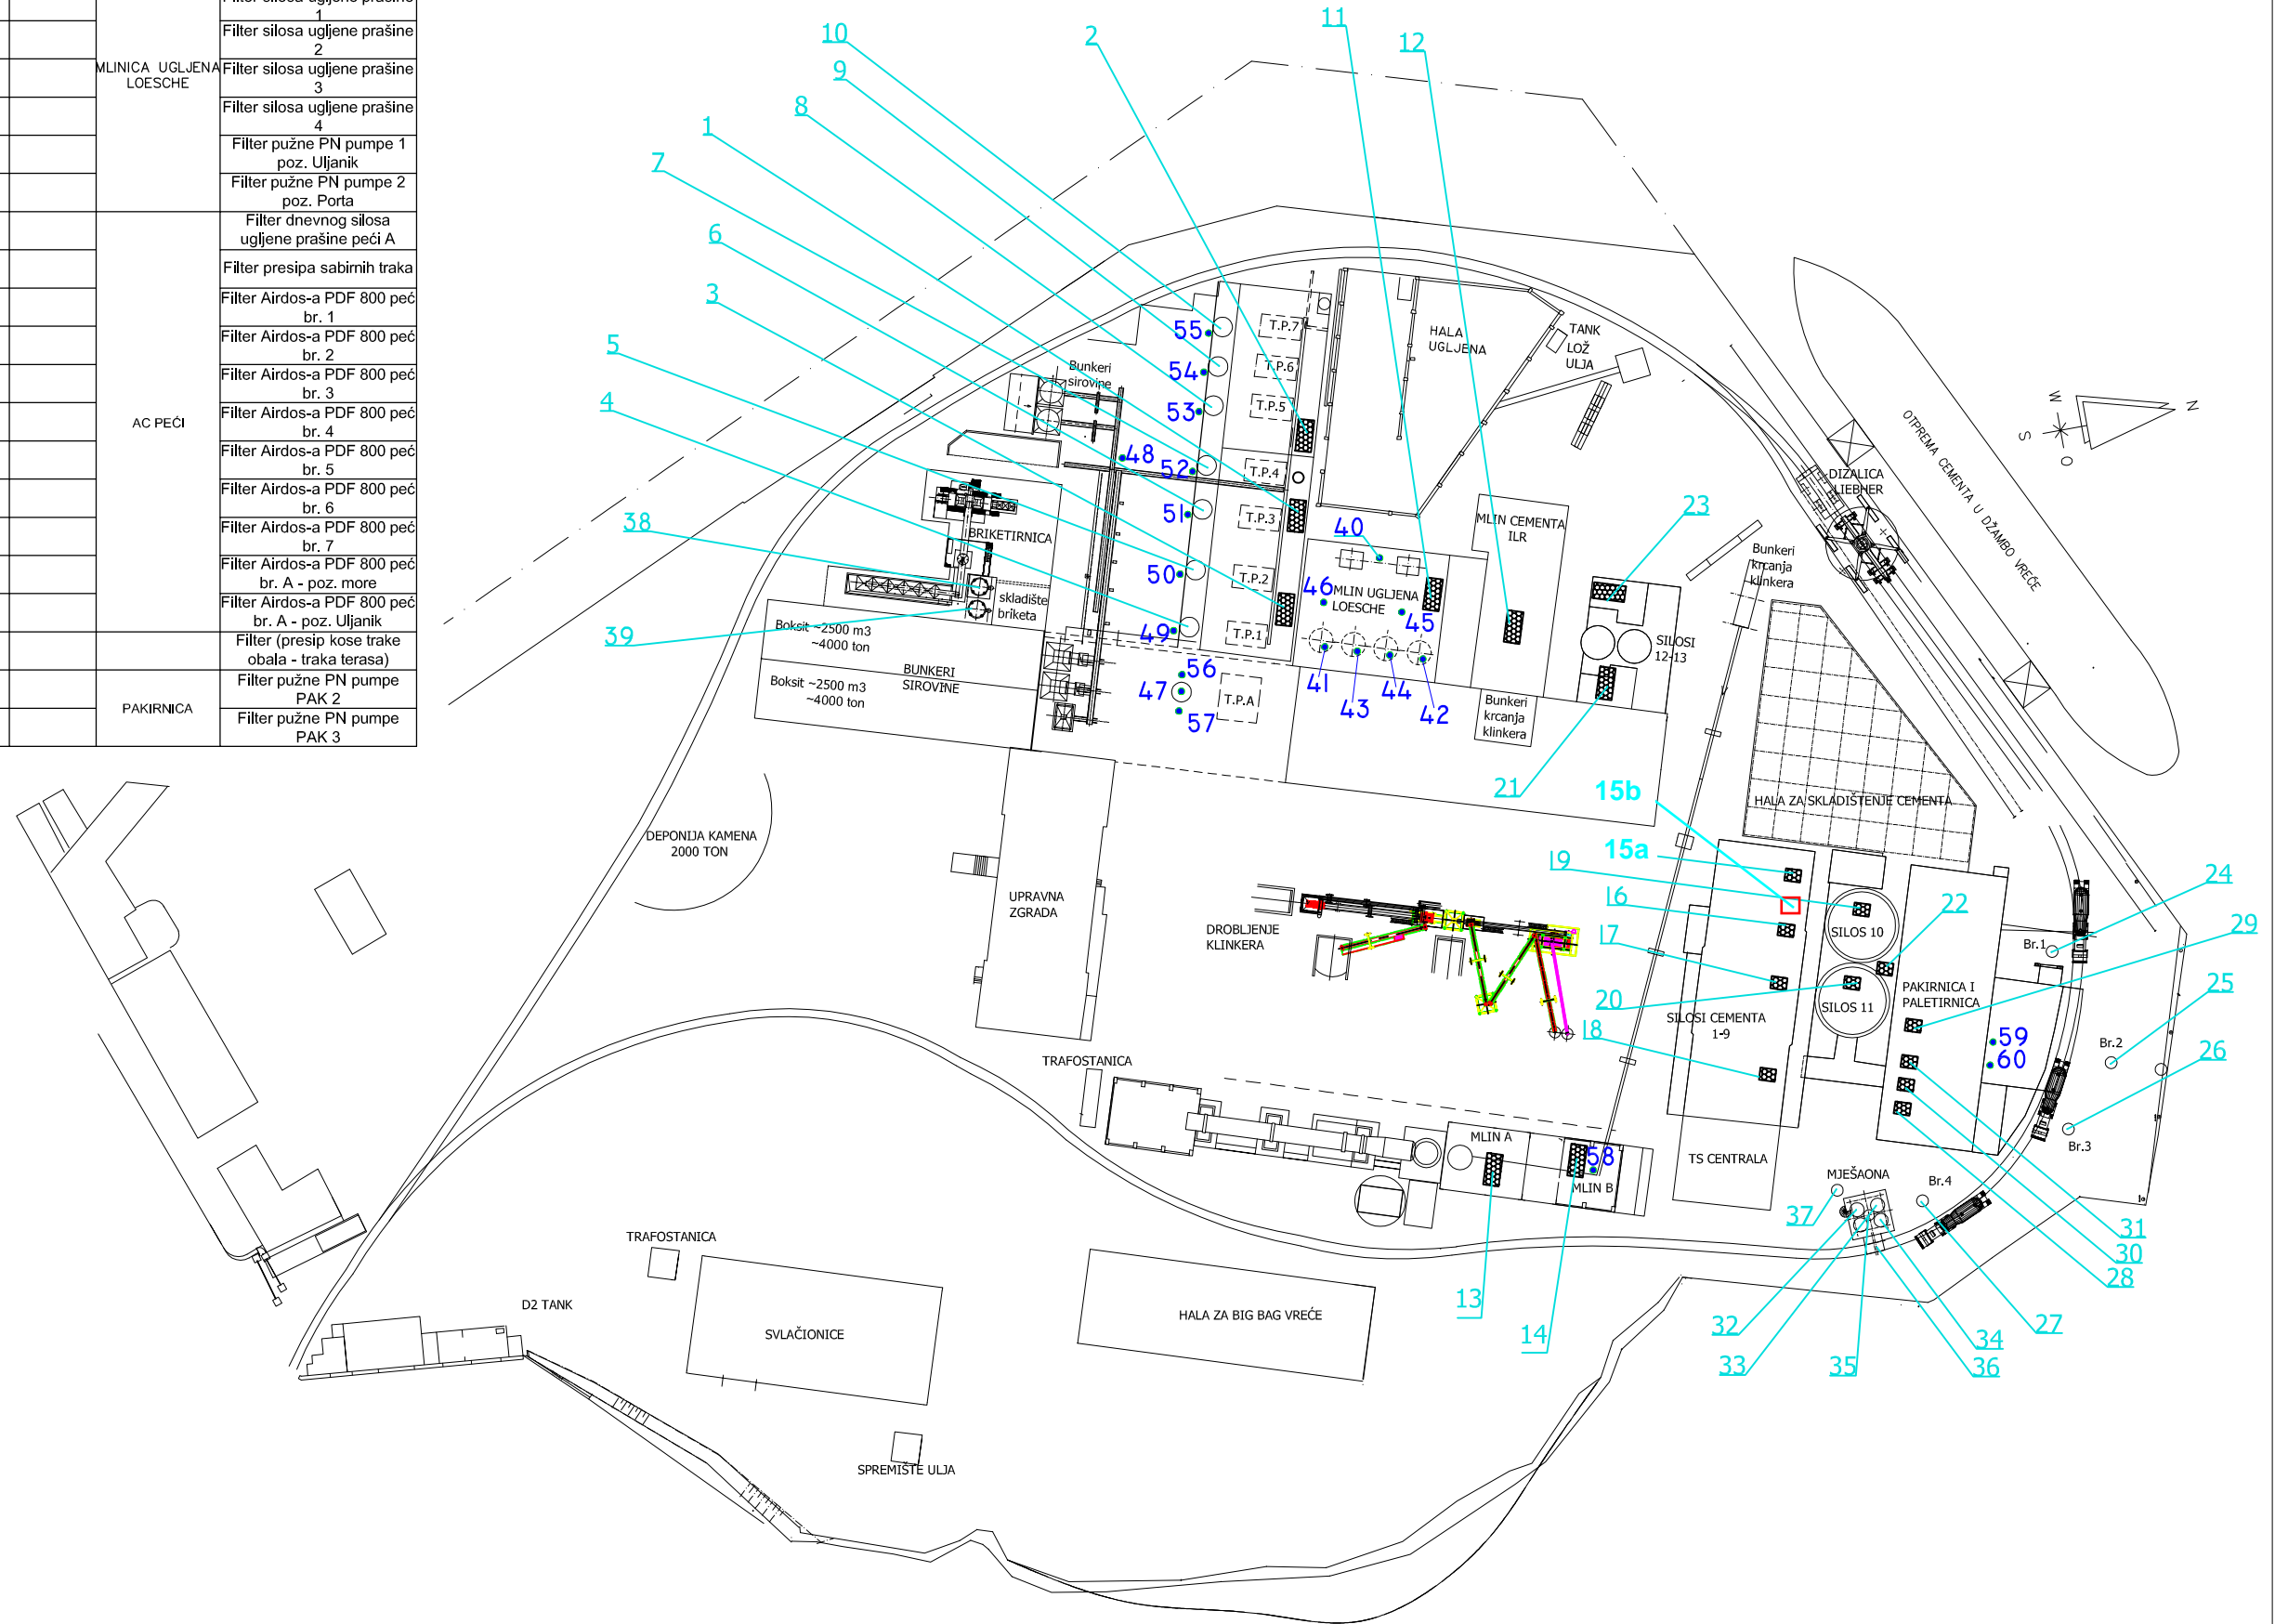 Filter silosa ugljene prašine
1
Filter silosa ugljene prašine
2
MLINICA UGLJENA
LOESCHE
Filter silosa ugljene prašine
3
Filter silosa ugljene prašine
4
Filter pužne PN pumpe 1
poz. Uljanik
Filter pužne PN pumpe 2
poz. Porta
Filter dnevnog silosa
ugljene prašine peći A
Filter presipa sabirnih traka
Filter Airdos-a PDF 800 peć
br. 1
Filter Airdos-a PDF 800 peć
br. 2
Filter Airdos-a PDF 800 peć
br. 3
AC PEĆI
Filter Airdos-a PDF 800 peć
br. 4
Filter Airdos-a PDF 800 peć
br. 5
Filter Airdos-a PDF 800 peć
br. 6
Filter Airdos-a PDF 800 peć
br. 7
Filter Airdos-a PDF 800 peć
br. A - poz. more
Filter Airdos-a PDF 800 peć
br. A - poz. Uljanik
Filter (presip kose trake
obala - traka terasa)
PAKIRNICA
Filter pužne PN pumpe
PAK 2
Filter pužne PN pumpe
PAK 3
11
10
2
12
9
8
1
7
6
3
5
4
38
39
55
54
53
48
52
51
50
49
56
47
57
T.P.7
T.P.6
T.P.5
T.P.4
T.P.3
T.P.2
T.P.1
T.P.A
Bunkeri
sirovine
BRIKETIRNICA
skladište
briketa
Boksit ~2500 m3
~4000 ton
Boksit ~2500 m3
~4000 ton
BUNKERI
SIROVINE
HALA
UGLJENA
TANK
LOŽ
ULJA
40
46
MLIN UGLJENA
LOESCHE
45
41
43
44
42
MLIN CEMENTA
ILR
23
SILOSI
12-13
Bunkeri
krcanja
klinkera
Bunkeri
krcanja
klinkera
21
DIZALICA
LIEBHER
OTPREMA CEMENTA U DŽAMBO VREĆE
W
N
S
O
HALA ZA SKLADIŠTENJE CEMENTA
15b
15a
19
16
17
20
18
SILOS 10
SILOS 11
SILOSI CEMENTA
1-9
22
PAKIRNICA I
PALETIRNICA
59
60
24
29
25
26
Br.1
Br.2
Br.3
Br.4
DEPONIJA KAMENA
2000 TON
UPRAVNA
ZGRADA
DROBLJENJE
KLINKERA
TRAFOSTANICA
MLIN A
58
MLIN B
TS CENTRALA
MJEŠAONA
37
31
30
28
27
32
33
35
34
36
13
14
TRAFOSTANICA
D2 TANK
SVLAČIONICE
HALA ZA BIG BAG VREĆE
SPREMIŠTE ULJA